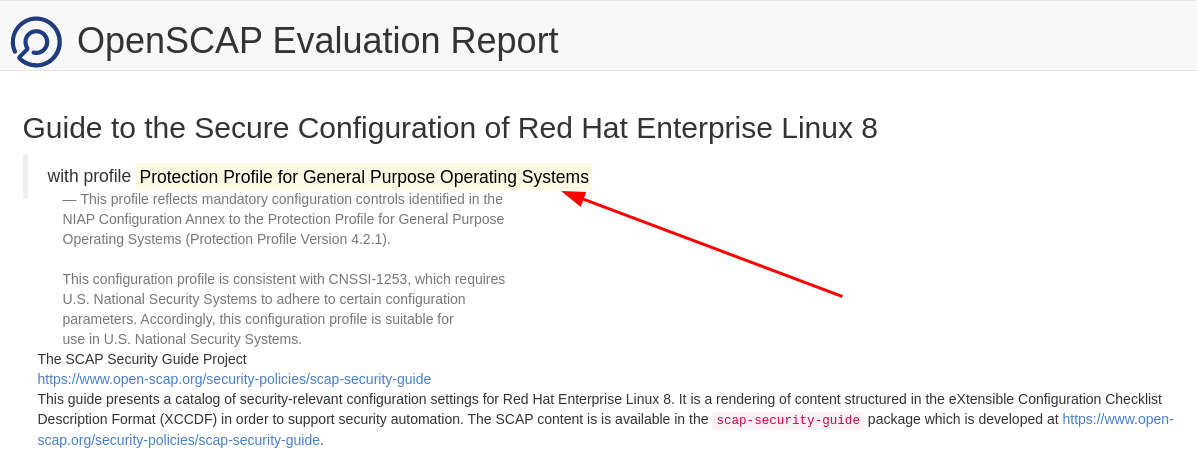 OpenSCAP Evaluation Report
Guide to the Secure Configuration of Red Hat Enterprise Linux 8
with profile Protection Profile for General Purpose Operating Systems
— This profile reflects mandatory configuration controls identified in the
NIAP Configuration Annex to the Protection Profile for General Purpose
Operating Systems (Protection Profile Version 4.2.1).
This configuration profile is consistent with CNSSI-1253, which requires
U.S. National Security Systems to adhere to certain configuration
parameters. Accordingly, this configuration profile is suitable for
use in U.S. National Security Systems.
The SCAP Security Guide Project
https://www.open-scap.org/security-policies/scap-security-guide
This guide presents a catalog of security-relevant configuration settings for Red Hat Enterprise Linux 8. It is a rendering of content structured in the eXtensible Configuration Checklist
Description Format (XCCDF) in order to support security automation. The SCAP content is is available in the scap-security-guide package which is developed at https://www.open-
scap.org/security-policies/scap-security-guide.